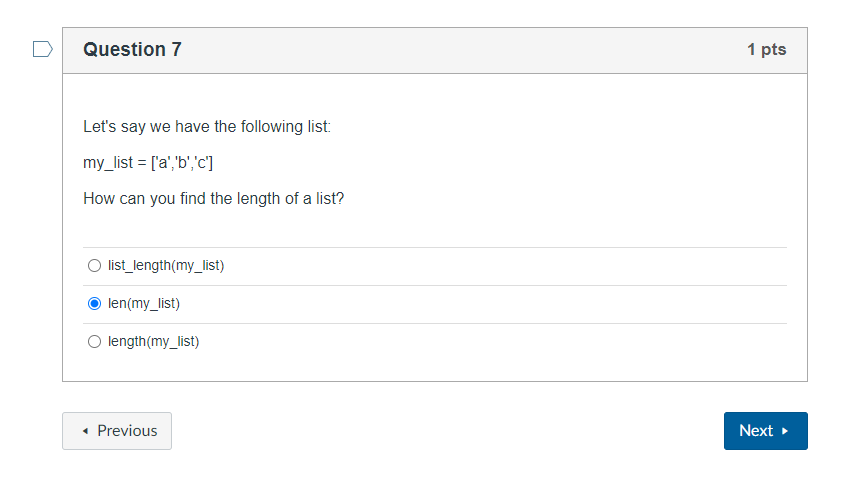 Question 7
1 pts
Let's say we have the following list:
my_list = ['a','b','c']
How can you find the length of a list?
list_length(my_list)
len(my_list)
length(my_list)
Previous
Next